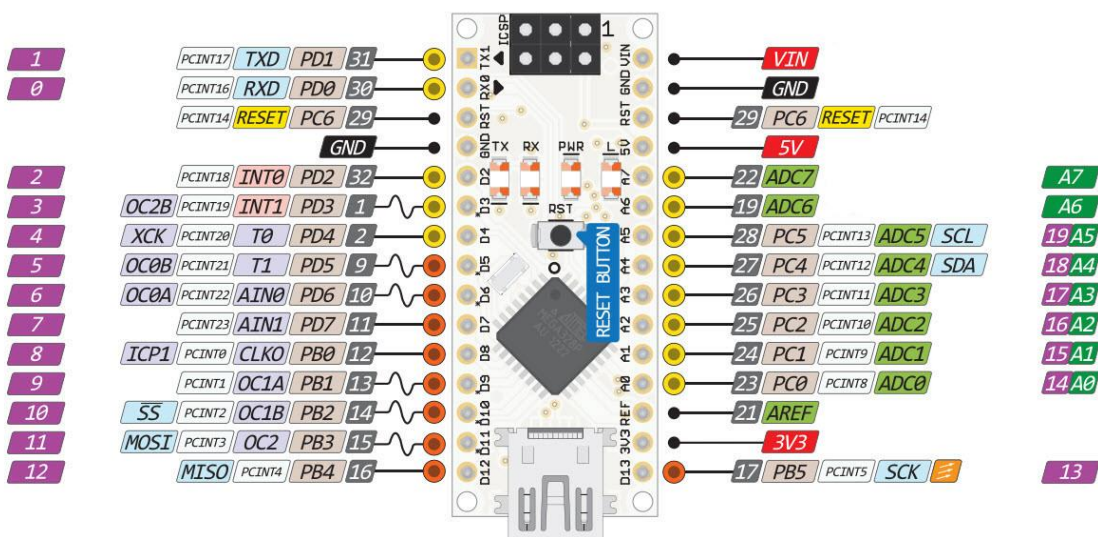 ICSP 1
1 PCINT17 TXD PD1 31 TX1 VIN VIN
0 PCINT16 RXD PD0 30 RX0 GND GND
PCINT14 RESET PC6 29 RST RST 29 PC6 RESET PCINT14
GND GND 5V 5V
TX RX PWR L
2 PCINT18 INT0 PD2 32 D2 A7 22 ADC7 A7
3 OC2B PCINT19 INT1 PD3 1 D3 A6 19 ADC6 A6
RST
4 XCK PCINT20 T0 PD4 2 D4 A5 28 PC5 PCINT13 ADC5 SCL 19 A5
5 OC0B PCINT21 T1 PD5 9 D5 A4 27 PC4 PCINT12 ADC4 SDA 18 A4
RESET BUTTON
6 OC0A PCINT22 AIN0 PD6 10 D6 A3 26 PC3 PCINT11 ADC3 17 A3
7 PCINT23 AIN1 PD7 11 D7 A2 25 PC2 PCINT10 ADC2 16 A2
8 ICP1 PCINT0 CLKO PB0 12 D8 A1 24 PC1 PCINT9 ADC1 15 A1
9 PCINT1 OC1A PB1 13 D9 A0 23 PC0 PCINT8 ADC0 14 A0
10 SS PCINT2 OC1B PB2 14 D10 REF 21 AREF
11 MOSI PCINT3 OC2 PB3 15 D11 3V3 3V3
12 MISO PCINT4 PB4 16 D12 D13 17 PB5 PCINT5 SCK 13